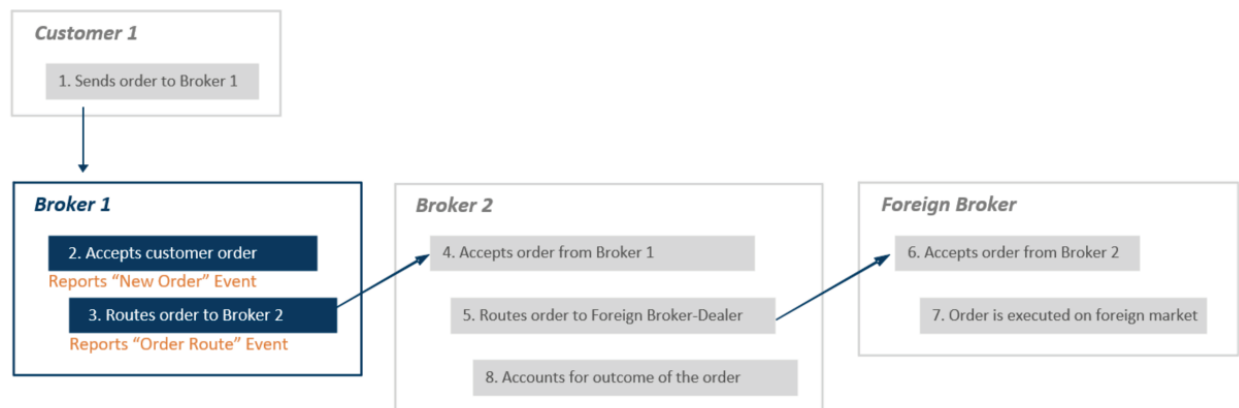 Customer 1
1. Sends order to Broker 1
Broker 1
2. Accepts customer order
Reports “New Order” Event
3. Routes order to Broker 2
Reports “Order Route” Event
Broker 2
4. Accepts order from Broker 1
5. Routes order to Foreign Broker-Dealer
8. Accounts for outcome of the order
Foreign Broker
6. Accepts order from Broker 2
7. Order is executed on foreign market